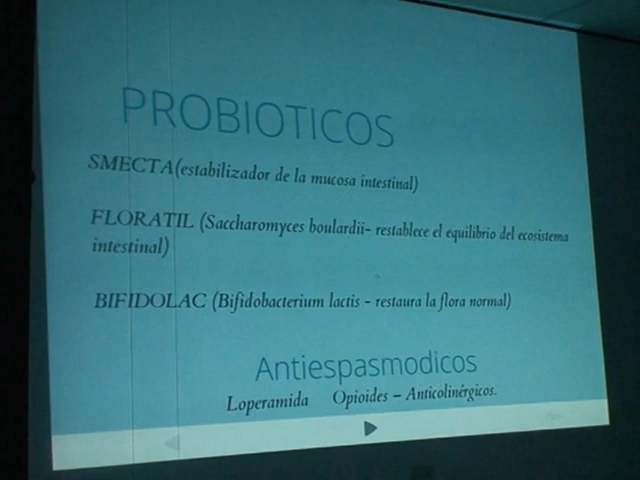 PROBIOTICOS
SMECTA(estabilizador de la mucosa intestinal)
FLORATIL (Saccharomyces boulardii- restablece el equilibrio del ecosistema
intestinal)
BIFIDOLAC (Bifidobacterium lactis - restaura la flora normal)
Antiespasmodicos
Loperamida Opioides – Anticolinérgicos.